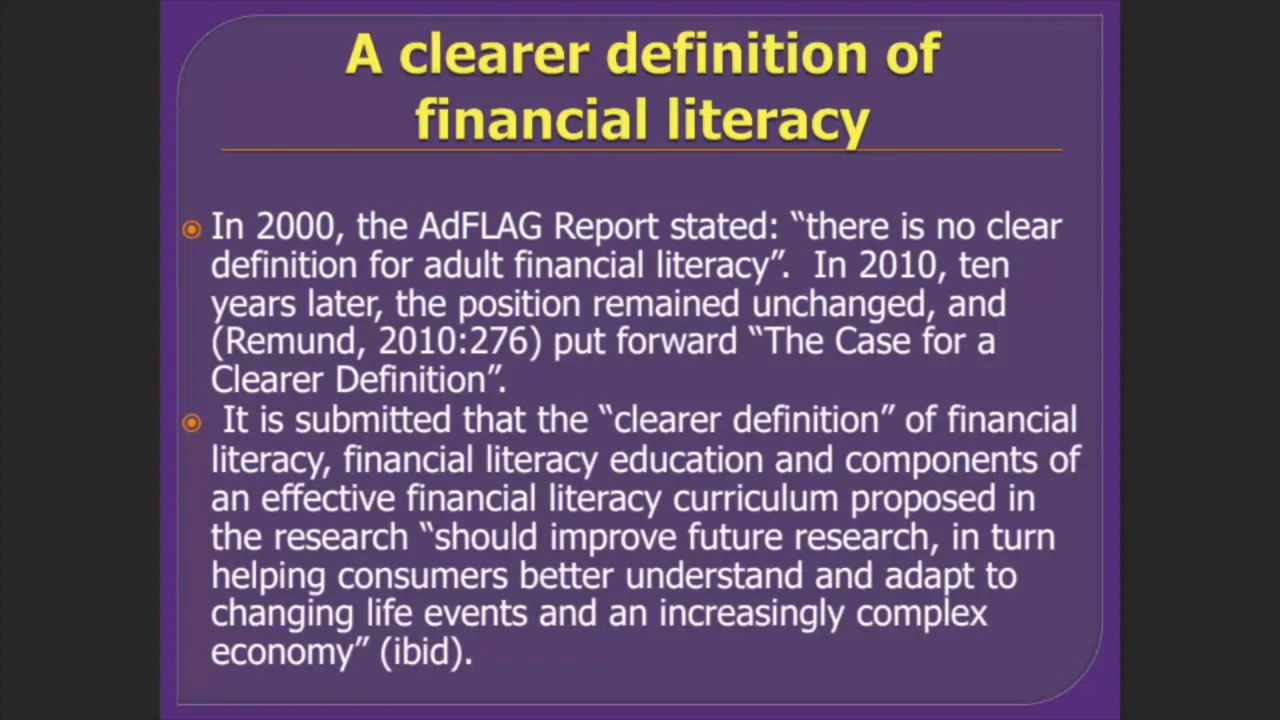 A clearer definition of
financial literacy
In 2000, the AdFLAG Report stated: “there is no clear
definition for adult financial literacy”.  In 2010, ten
years later, the position remained unchanged, and
(Remund, 2010:276) put forward “The Case for a
Clearer Definition”.
It is submitted that the “clearer definition” of financial
literacy, financial literacy education and components of
an effective financial literacy curriculum proposed in
the research “should improve future research, in turn
helping consumers better understand and adapt to
changing life events and an increasingly complex
economy” (ibid).